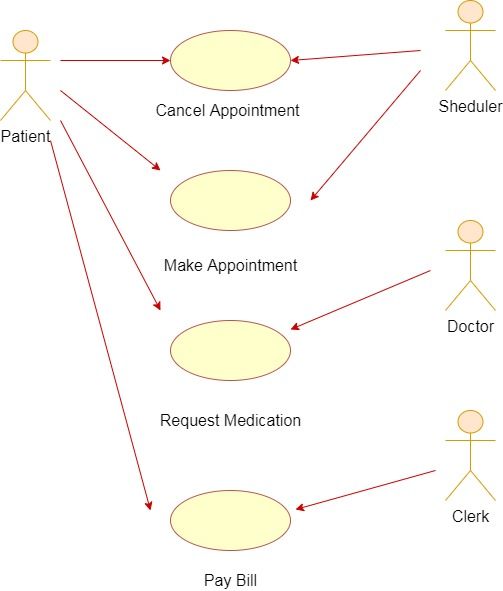 Cancel Appointment
Sheduler
Patient
Make Appointment
Doctor
Request Medication
Clerk
Pay Bill